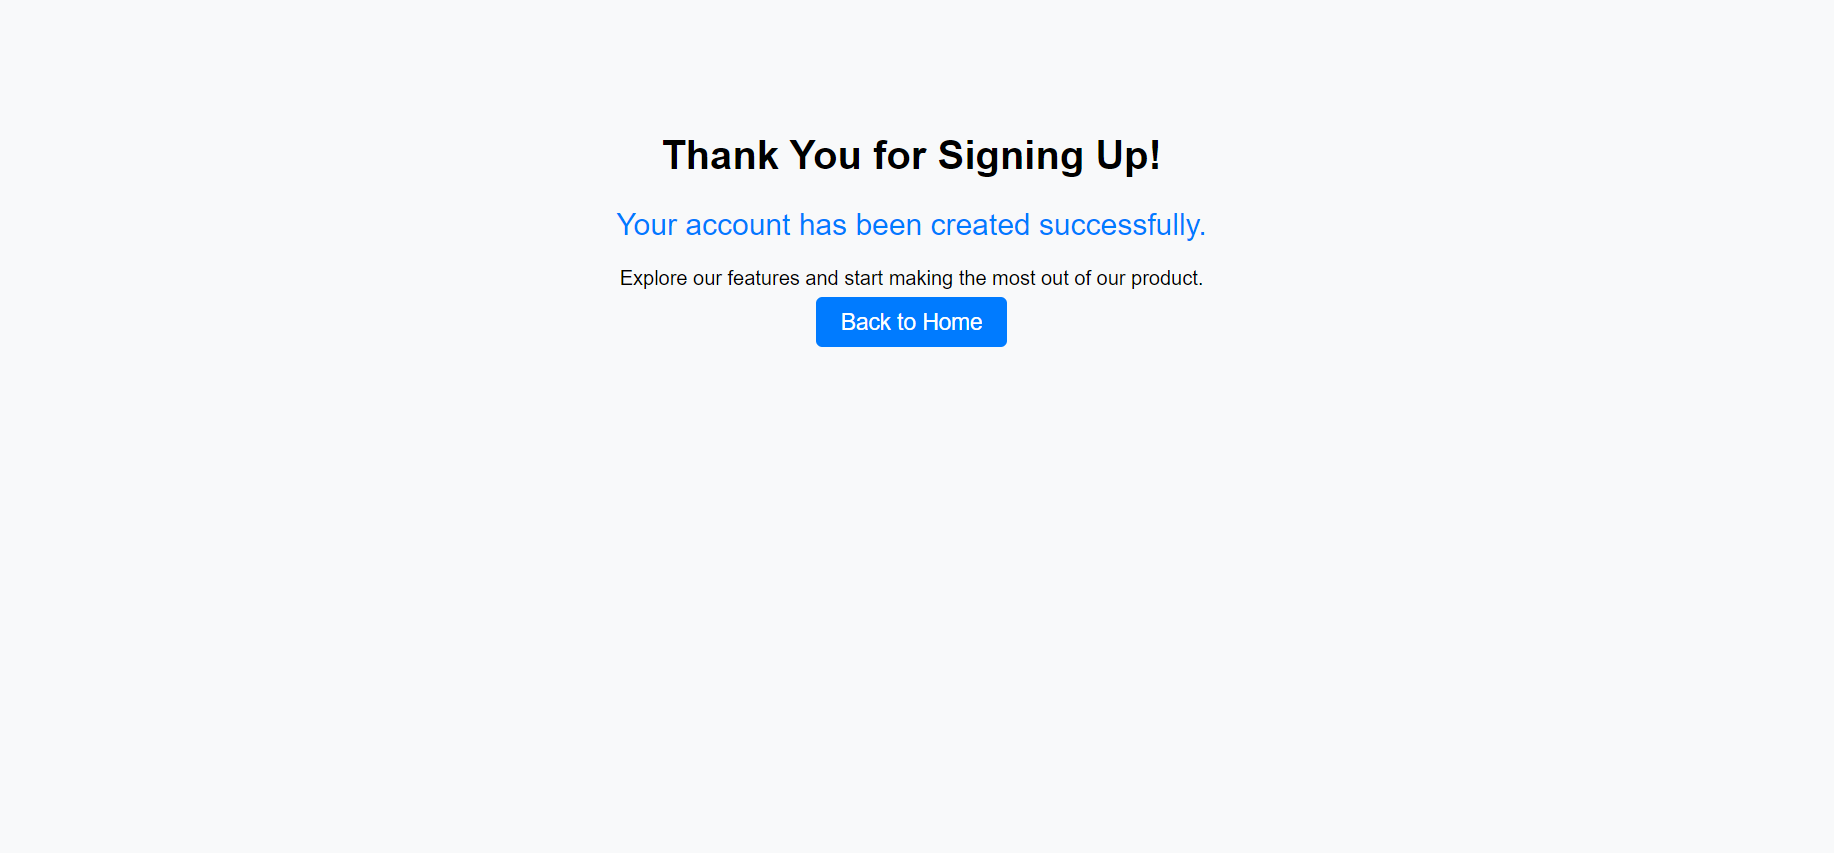 Thank You for Signing Up!
Your account has been created successfully.
Explore our features and start making the most out of our product.
Back to Home